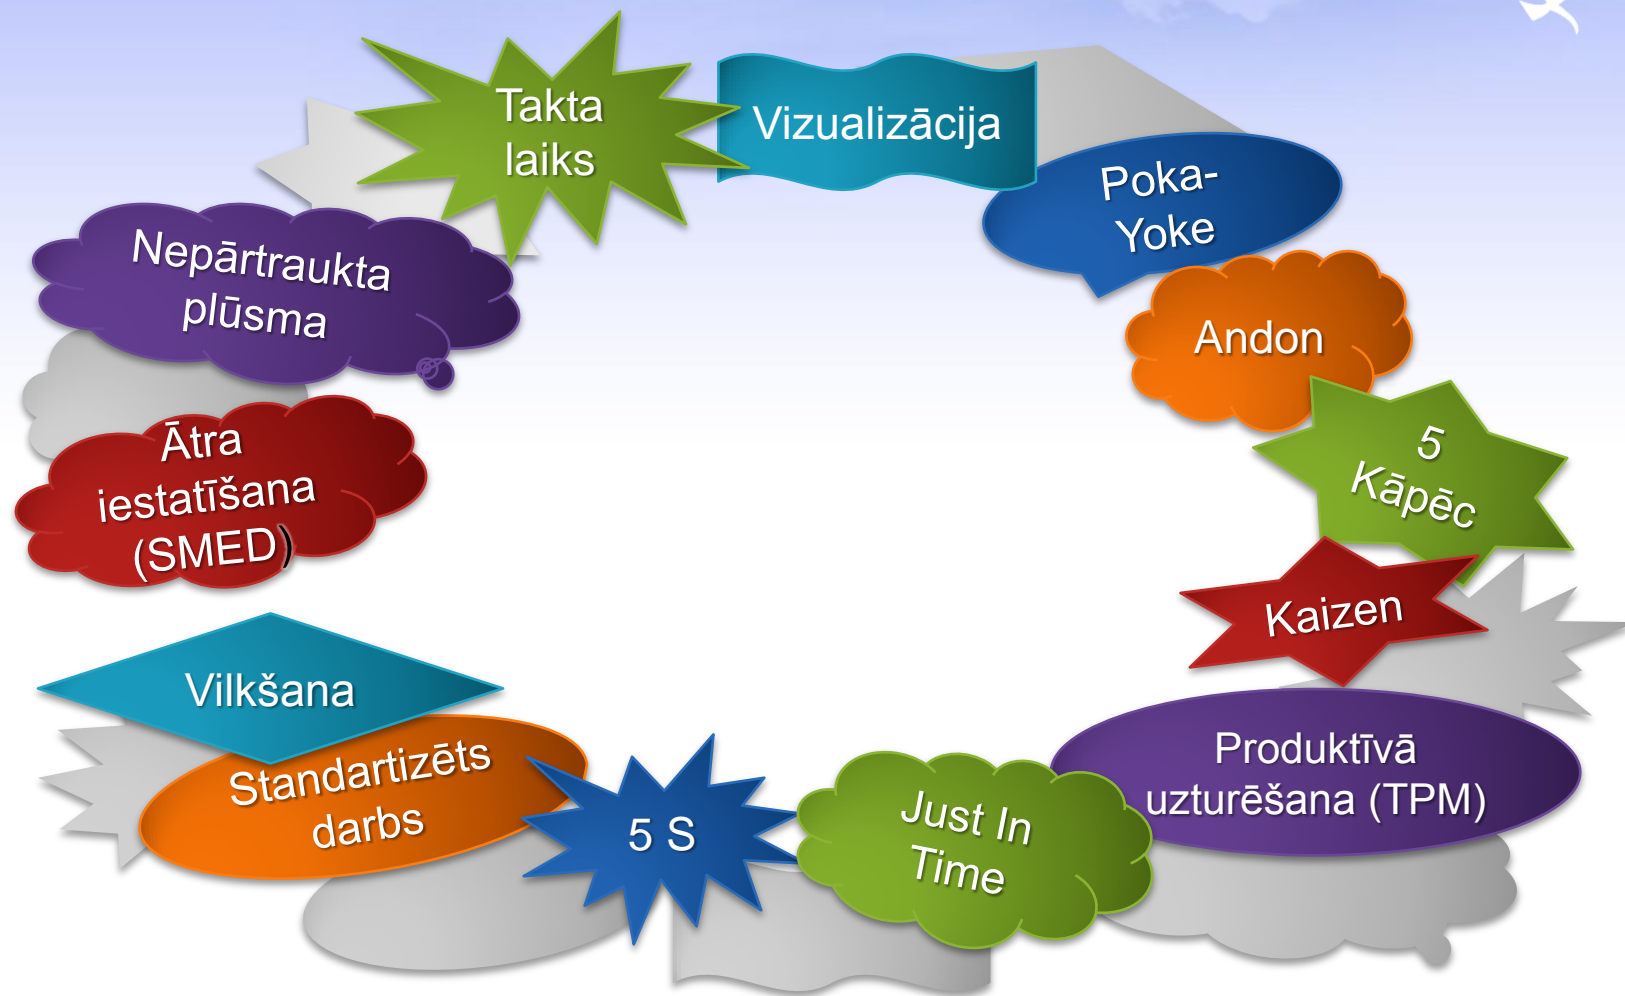 Takta
laiks
Vizualizācija
Poka-
Yoke
Nepārtraukta
plūsma
Andon
Ātra
iestatīšana
(SMED)
5
Kāpēc
Kaizen
Vilkšana
Standartizēts
darbs
5 S
Just In
Time
Produktīvā
uzturēšana (TPM)